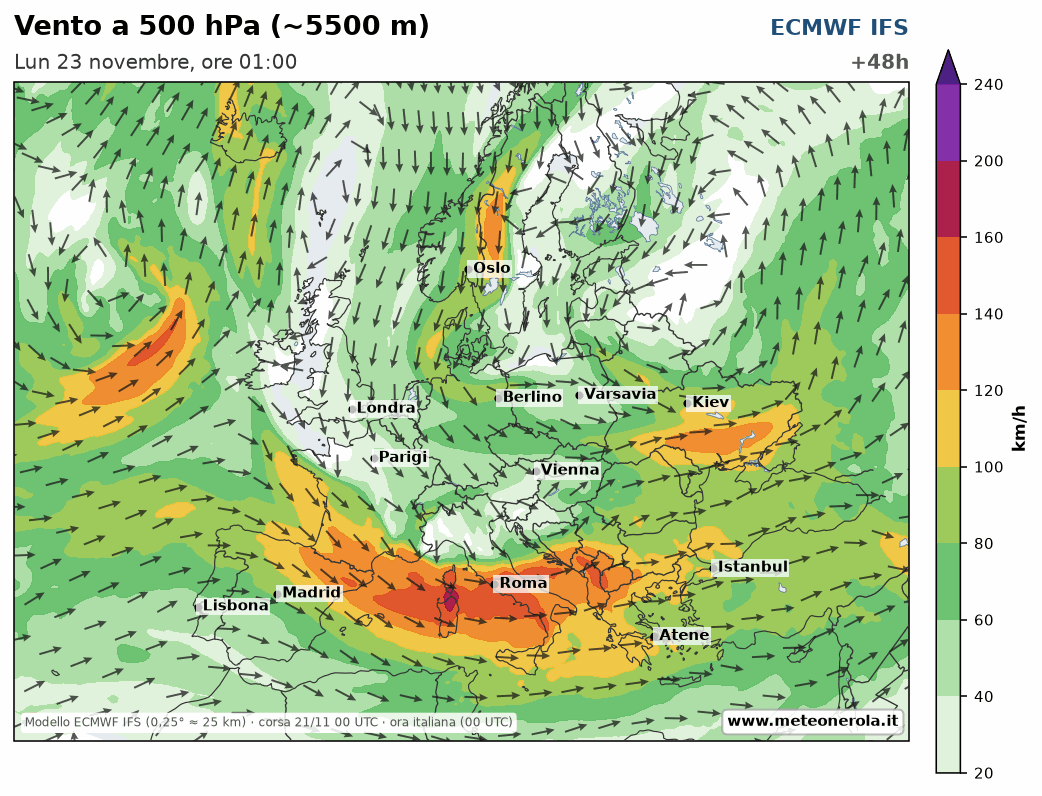 Vento a 500 hPa (~5500 m)
ECMWF IFS
Lun 23 novembre, ore 01:00
+48h
240
200
160
140
120
100
80
60
40
20
km/h
Oslo
Berlino
Varsavia
Kiev
Londra
Parigi
Vienna
Istanbul
Roma
Madrid
Lisbona
Atene
Modello ECMWF IFS (0,25° ≈ 25 km) · corsa 21/11 00 UTC · ora italiana (00 UTC)
www.meteonerola.it